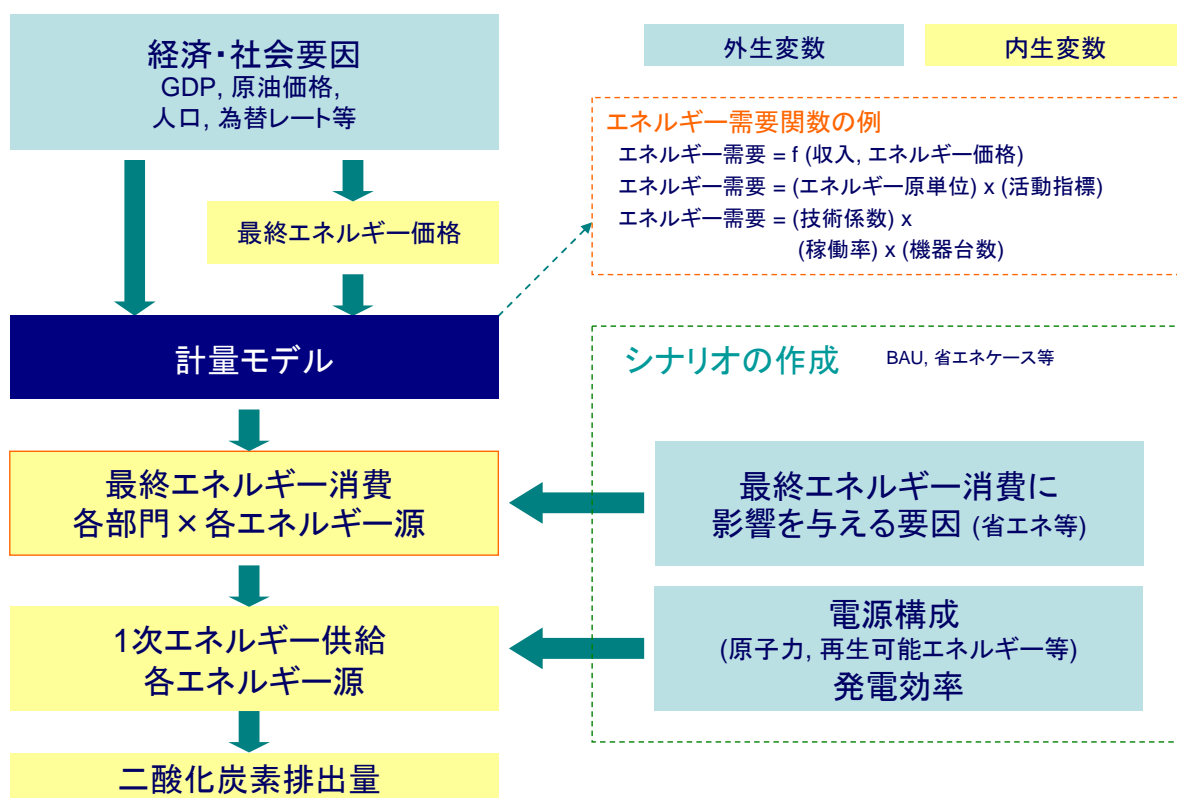 経済・社会要因
GDP, 原油価格,
人口, 為替レート等
外生変数
内生変数
エネルギー需要関数の例
エネルギー需要 = f (収入, エネルギー価格)
エネルギー需要 = (エネルギー原単位) x (活動指標)
エネルギー需要 = (技術係数) x
(稼働率) x (機器台数)
最終エネルギー価格
計量モデル
シナリオの作成 BAU, 省エネケース等
最終エネルギー消費
各部門×各エネルギー源
最終エネルギー消費に
影響を与える要因 (省エネ等)
1次エネルギー供給
各エネルギー源
電源構成
(原子力, 再生可能エネルギー等)
発電効率
二酸化炭素排出量